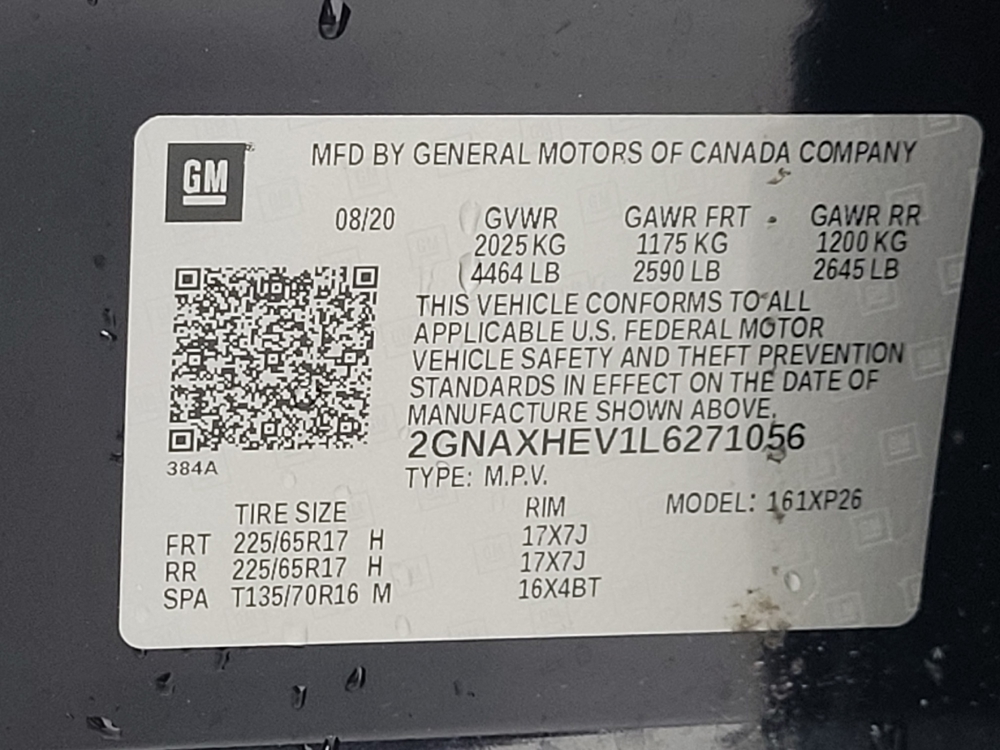 GM
MFD BY GENERAL MOTORS OF CANADA COMPANY
08/20 GVWR GAWR FRT GAWR RR
2025 KG 1175 KG 1200 KG
4464 LB 2590 LB 2645 LB
THIS VEHICLE CONFORMS TO ALL
APPLICABLE U.S. FEDERAL MOTOR
VEHICLE SAFETY AND THEFT PREVENTION
STANDARDS IN EFFECT ON THE DATE OF
MANUFACTURE SHOWN ABOVE.
2GNAXHEV1L6271056
384A
TYPE: M.P.V.
TIRE SIZE RIM MODEL: 161XP26
FRT 225/65R17 H 17X7J
RR 225/65R17 H 17X7J
SPA T135/70R16 M 16X4BT